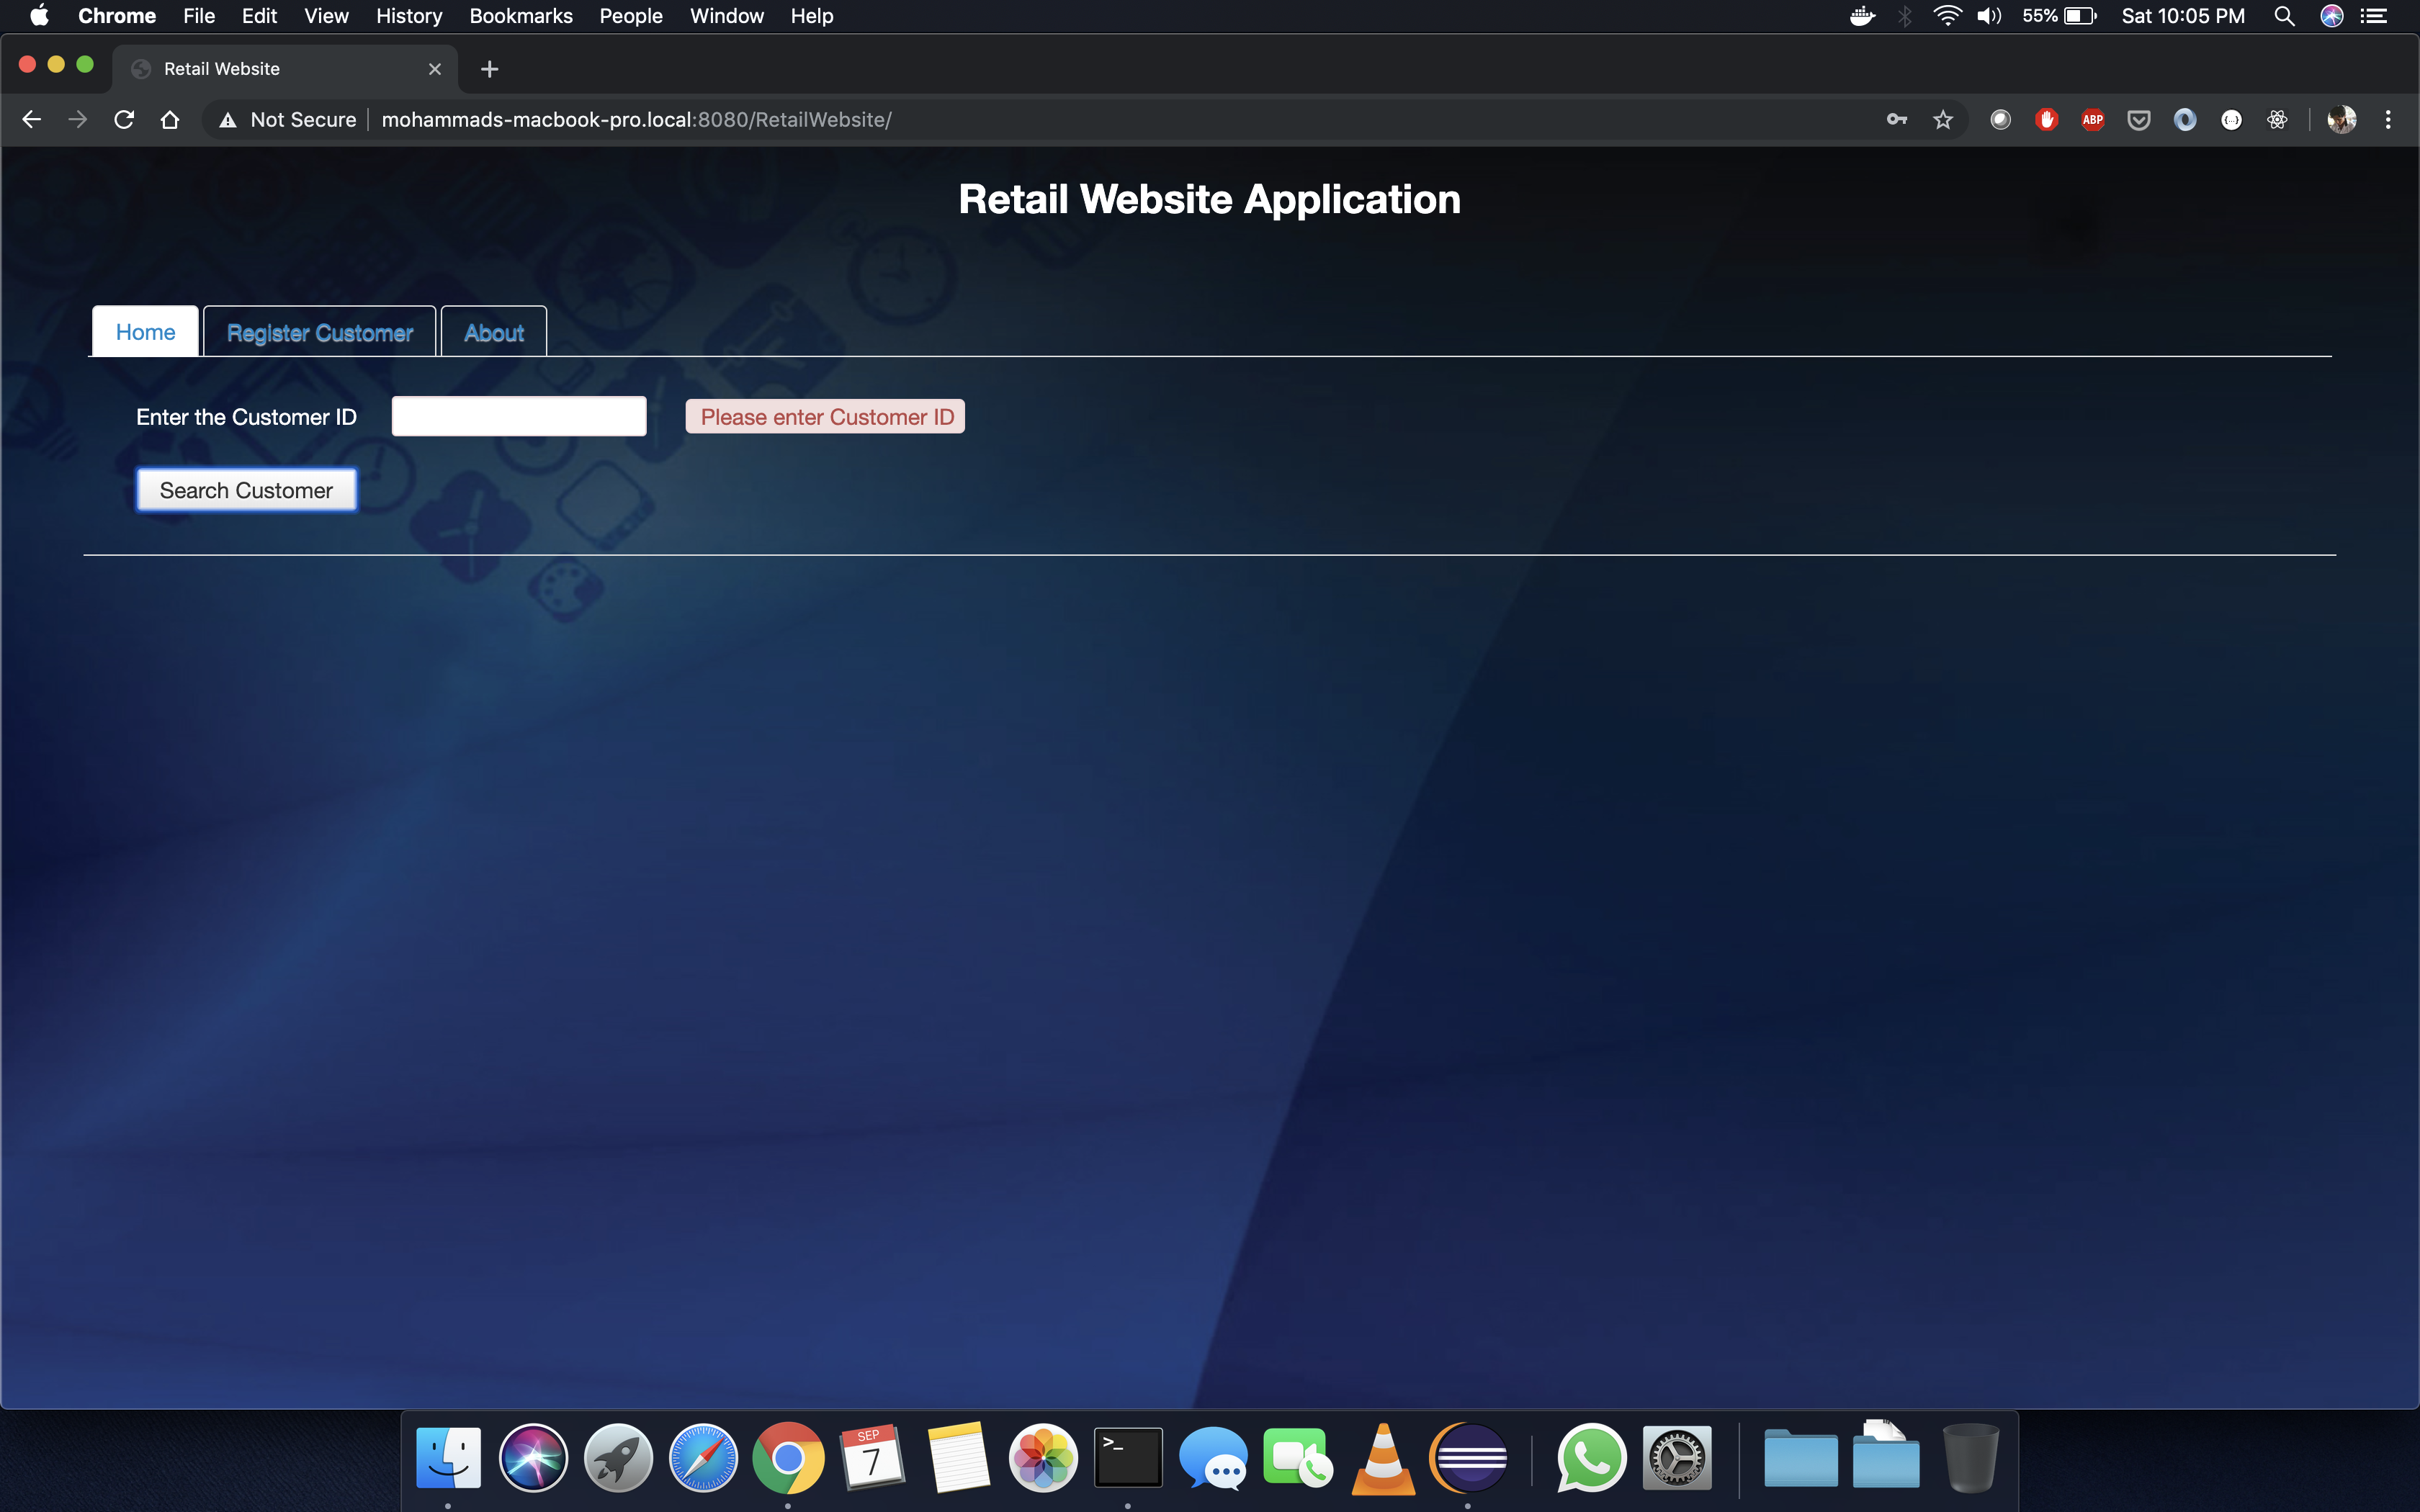 Chrome File Edit View History Bookmarks People Window Help 55% Sat 10:05 PM
Retail Website
Not Secure mohammads-macbook-pro.local:8080/RetailWebsite/ ABP
Retail Website Application
Home Register Customer About
Enter the Customer ID Please enter Customer ID
Search Customer
SEP
7
>_